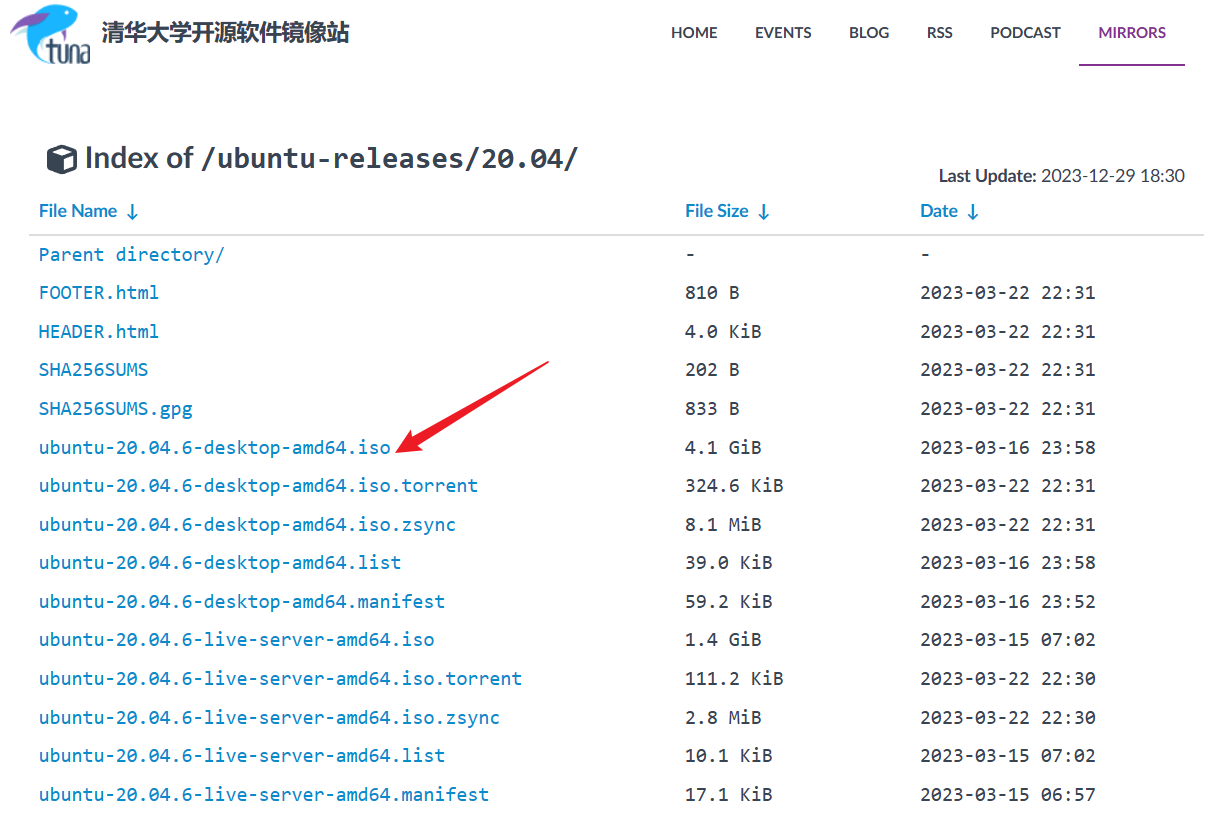 tuna 清华大学开源软件镜像站 HOME EVENTS BLOG RSS PODCAST MIRRORS
Index of /ubuntu-releases/20.04/
Last Update: 2023-12-29 18:30
File Name ↓ File Size ↓ Date ↓
Parent directory/ - -
FOOTER.html 810 B 2023-03-22 22:31
HEADER.html 4.0 KiB 2023-03-22 22:31
SHA256SUMS 202 B 2023-03-22 22:31
SHA256SUMS.gpg 833 B 2023-03-22 22:31
ubuntu-20.04.6-desktop-amd64.iso 4.1 GiB 2023-03-16 23:58
ubuntu-20.04.6-desktop-amd64.iso.torrent 324.6 KiB 2023-03-22 22:31
ubuntu-20.04.6-desktop-amd64.iso.zsync 8.1 MiB 2023-03-22 22:31
ubuntu-20.04.6-desktop-amd64.list 39.0 KiB 2023-03-16 23:58
ubuntu-20.04.6-desktop-amd64.manifest 59.2 KiB 2023-03-16 23:52
ubuntu-20.04.6-live-server-amd64.iso 1.4 GiB 2023-03-15 07:02
ubuntu-20.04.6-live-server-amd64.iso.torrent 111.2 KiB 2023-03-22 22:30
ubuntu-20.04.6-live-server-amd64.iso.zsync 2.8 MiB 2023-03-22 22:30
ubuntu-20.04.6-live-server-amd64.list 10.1 KiB 2023-03-15 07:02
ubuntu-20.04.6-live-server-amd64.manifest 17.1 KiB 2023-03-15 06:57